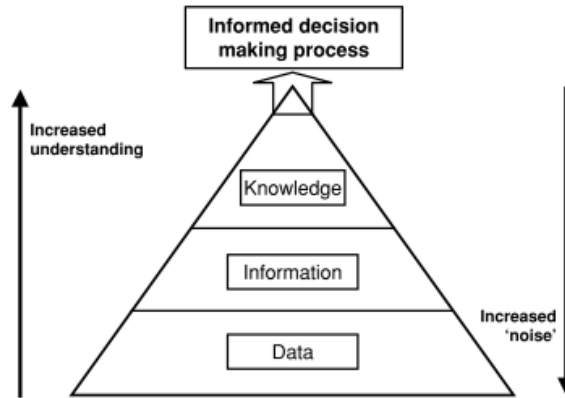 Informed decision
making process
Increased
understanding
Knowledge
Information
Increased
'noise'
Data